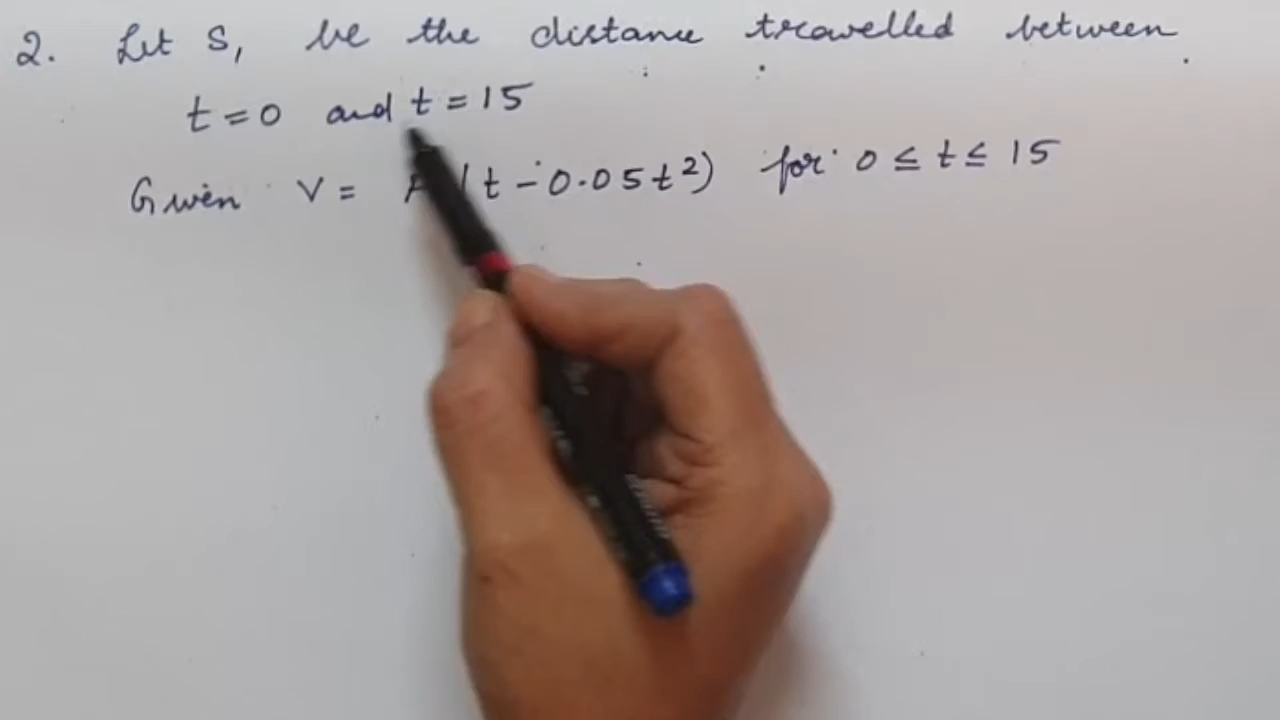 2. Let S, be the distance travelled between
t = 0 and t = 15
Given V = t - 0.05t²) for 0 ≤ t ≤ 15